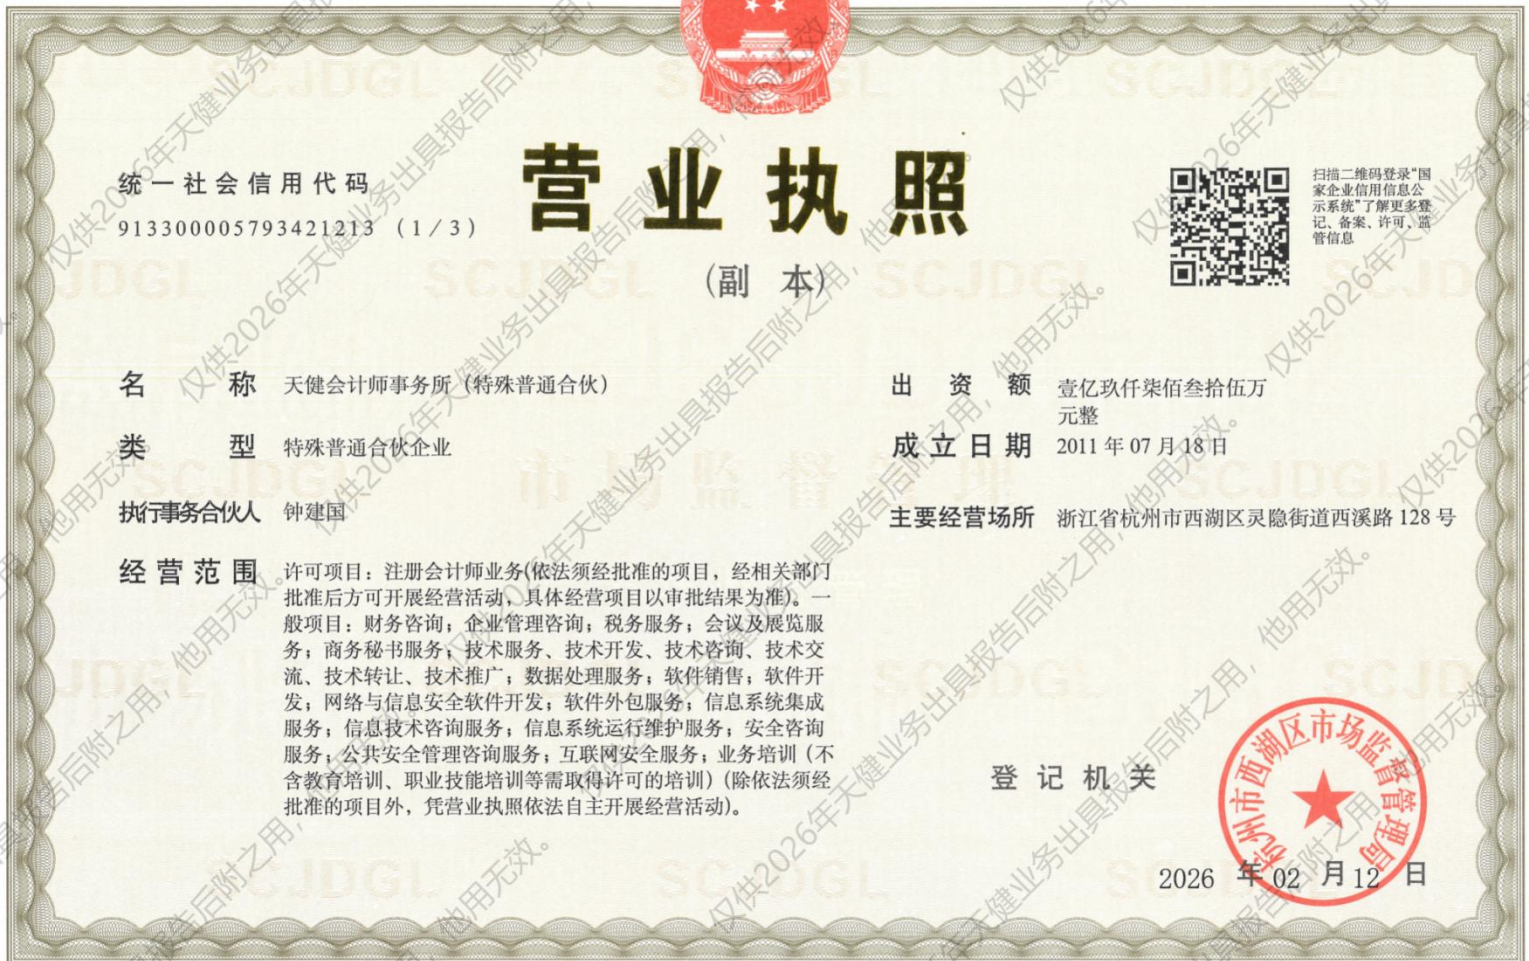 营业执照
(副 本)
统一社会信用代码
913300005793421213 (1/3)
扫描二维码登录“国
家企业信用信息公
示系统”了解更多登
记、备案、许可、监
管信息
名 称 天健会计师事务所（特殊普通合伙）
类 型 特殊普通合伙企业
执行事务合伙人 钟建国
经营范围 许可项目：注册会计师业务(依法须经批准的项目，经相关部门
批准后方可开展经营活动，具体经营项目以审批结果为准)。一
般项目：财务咨询；企业管理咨询；税务服务；会议及展览服
务；商务秘书服务；技术服务、技术开发、技术咨询、技术交
流、技术转让、技术推广；数据处理服务；软件销售；软件开
发；网络与信息安全软件开发；软件外包服务；信息系统集成
服务；信息技术咨询服务；信息系统运行维护服务；安全咨询
服务；公共安全管理咨询服务；互联网安全服务；业务培训（不
含教育培训、职业技能培训等需取得许可的培训）(除依法须经
批准的项目外，凭营业执照依法自主开展经营活动)。
出 资 额 壹亿玖仟柒佰叁拾伍万
元整
成立日期 2011 年 07 月 18 日
主要经营场所 浙江省杭州市西湖区灵隐街道西溪路 128 号
登记机关
杭州市西湖区市场监督管理局
2026 年 02 月 12 日
仅供2026年天健业务出具报告后附之用，他用无效。
SCJDGL
市场监督管理